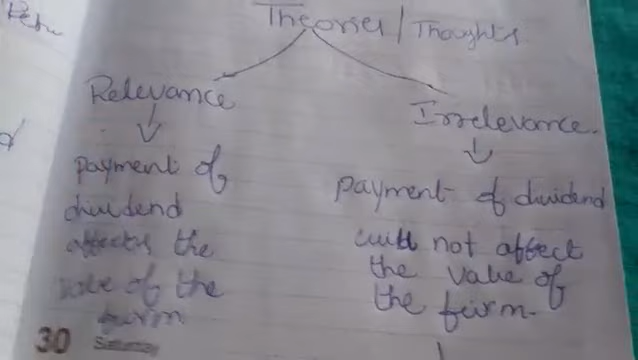 Theories / Thoughts
Relevance
Irrelevance.
payment of
dividend
affects the
value of the
firm
payment of dividend
will not affect
the value of
the firm.
30 Saturday